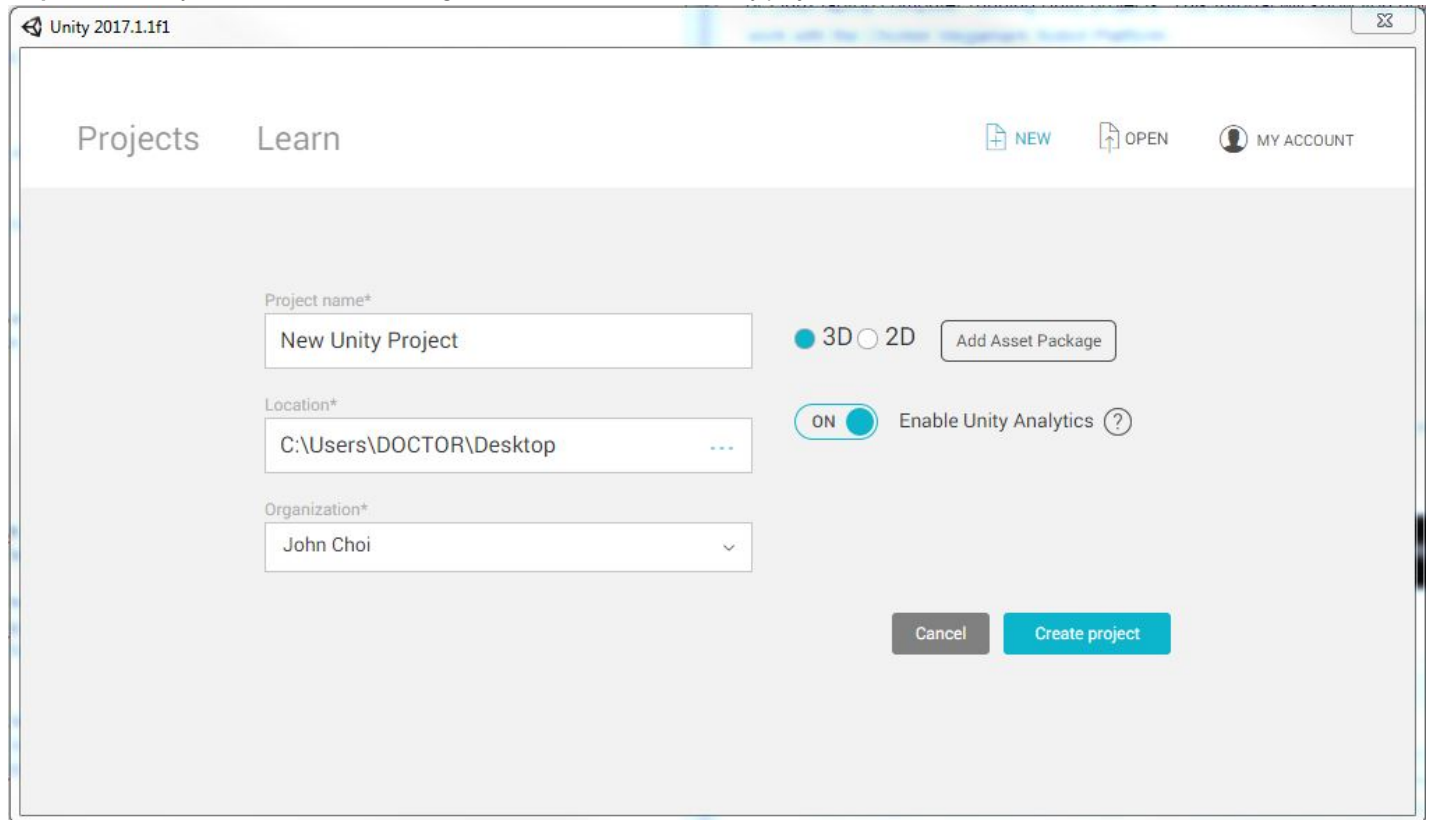 Unity 2017.1.1f1
Projects Learn NEW OPEN MY ACCOUNT
Project name*
New Unity Project
3D 2D Add Asset Package
Location*
C:\Users\DOCTOR\Desktop ...
ON Enable Unity Analytics ?
Organization*
John Choi
Cancel Create project